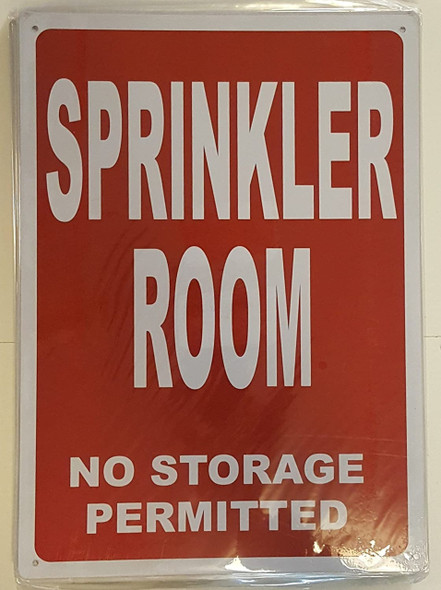 SPRINKLER
ROOM
NO STORAGE
PERMITTED